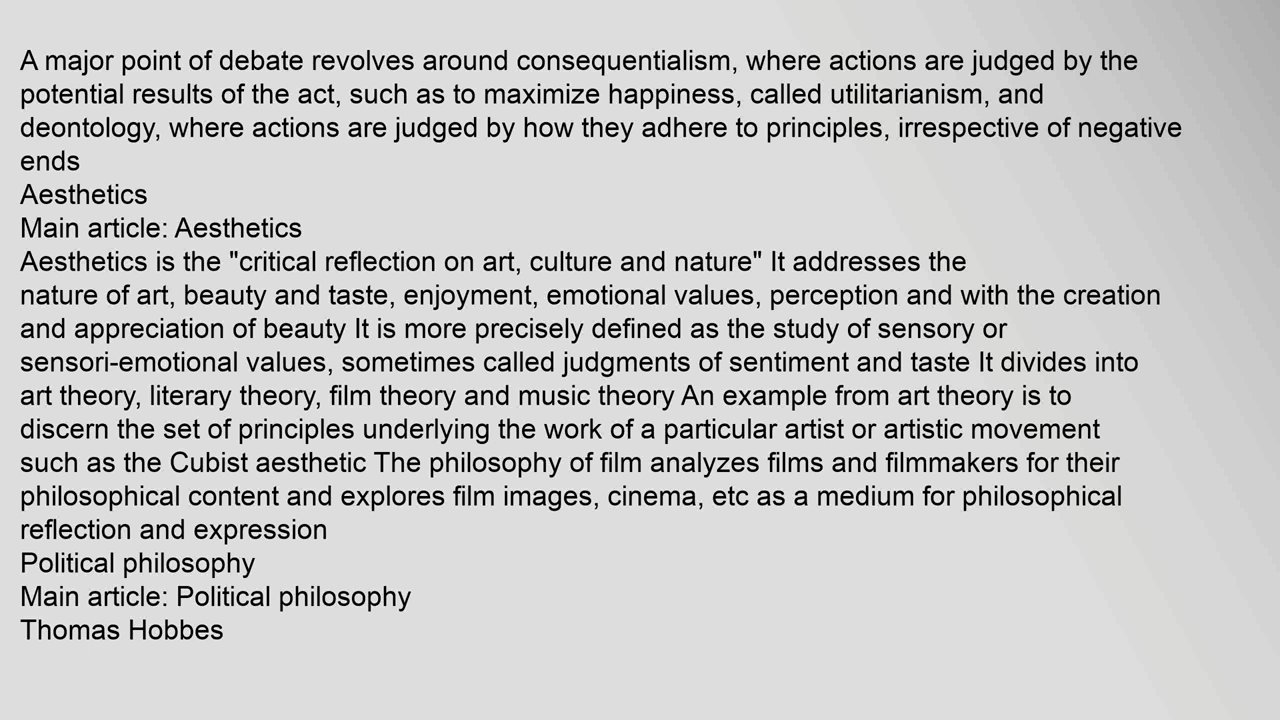 A major point of debate revolves around consequentialism, where actions are judged by the
potential results of the act, such as to maximize happiness, called utilitarianism, and
deontology, where actions are judged by how they adhere to principles, irrespective of negative
ends
Aesthetics
Main article: Aesthetics
Aesthetics is the "critical reflection on art, culture and nature" It addresses the
nature of art, beauty and taste, enjoyment, emotional values, perception and with the creation
and appreciation of beauty It is more precisely defined as the study of sensory or
sensori-emotional values, sometimes called judgments of sentiment and taste It divides into
art theory, literary theory, film theory and music theory An example from art theory is to
discern the set of principles underlying the work of a particular artist or artistic movement
such as the Cubist aesthetic The philosophy of film analyzes films and filmmakers for their
philosophical content and explores film images, cinema, etc as a medium for philosophical
reflection and expression
Political philosophy
Main article: Political philosophy
Thomas Hobbes